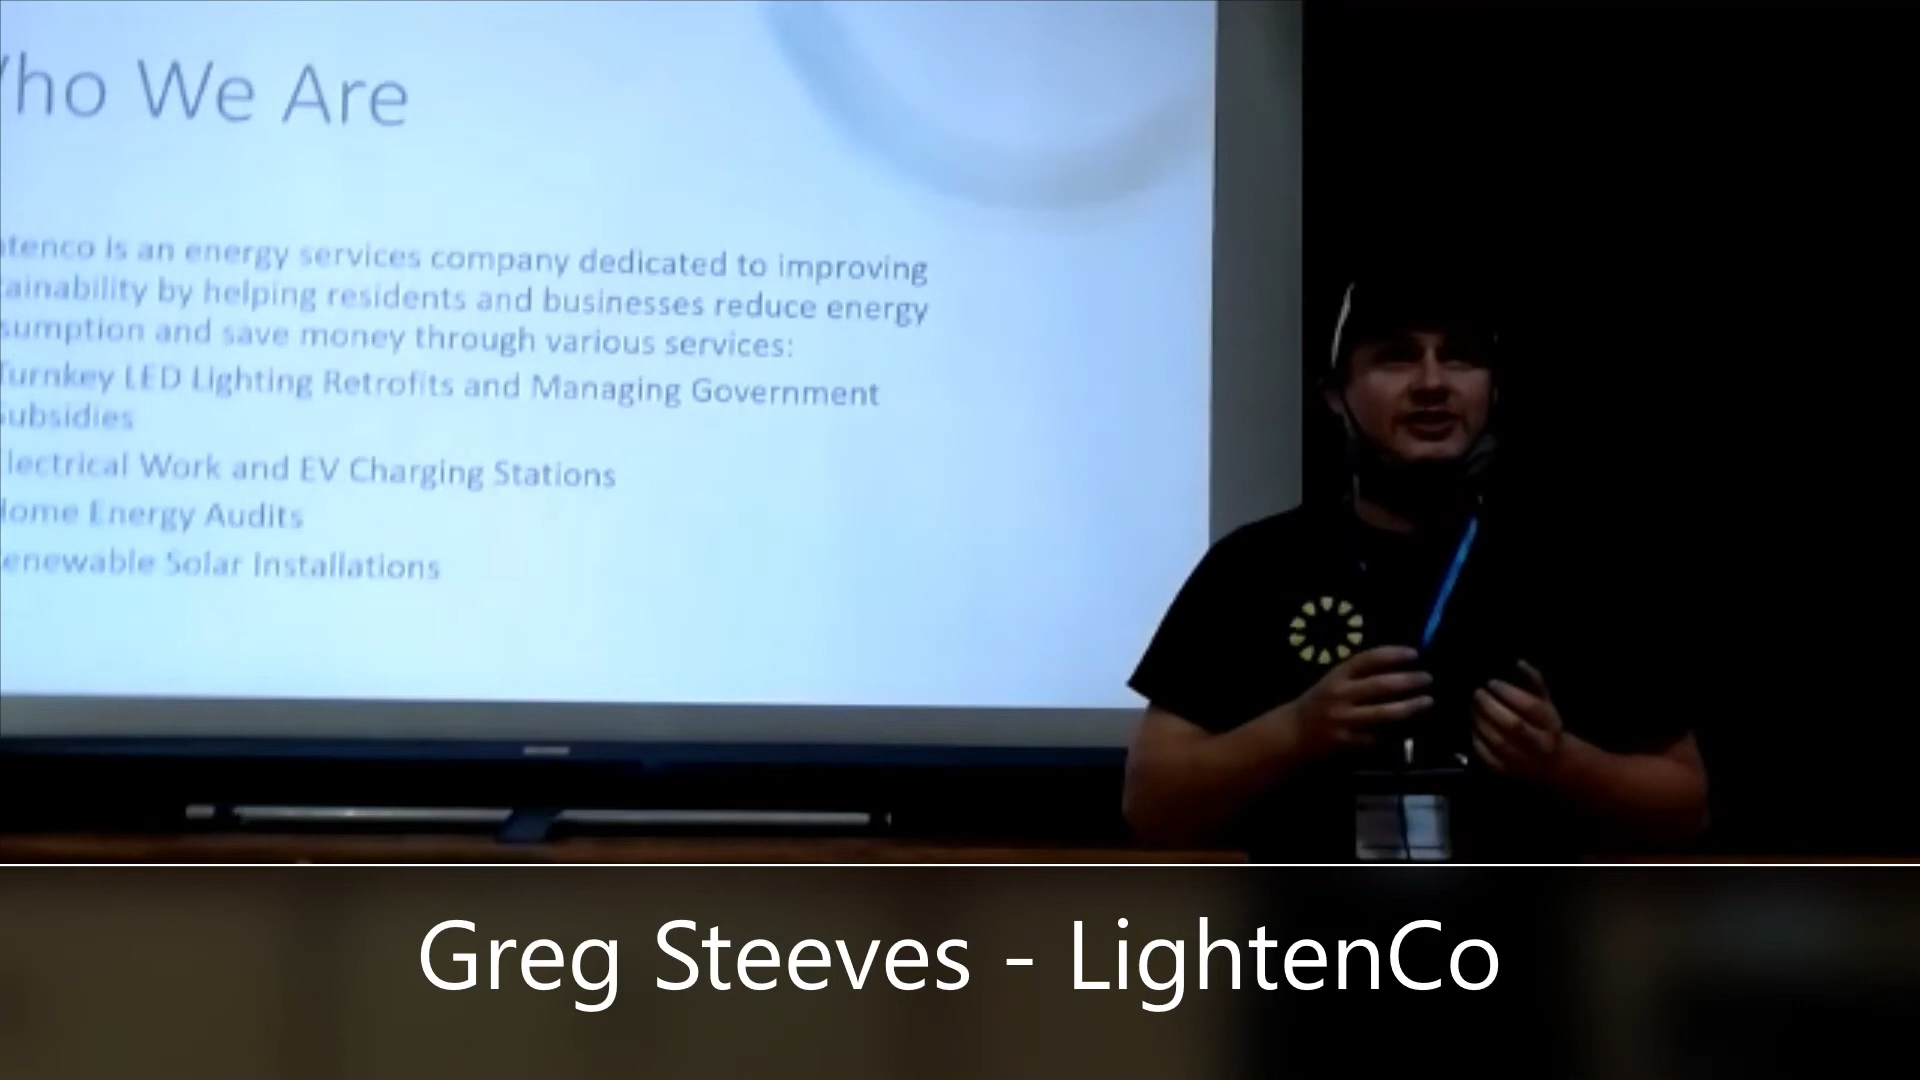 ho We Are
tenco is an energy services company dedicated to improving
ainability by helping residents and businesses reduce energy
sumption and save money through various services:
Turnkey LED Lighting Retrofits and Managing Government
ubsidies
lectrical Work and EV Charging Stations
ome Energy Audits
enewable Solar Installations
Greg Steeves - LightenCo